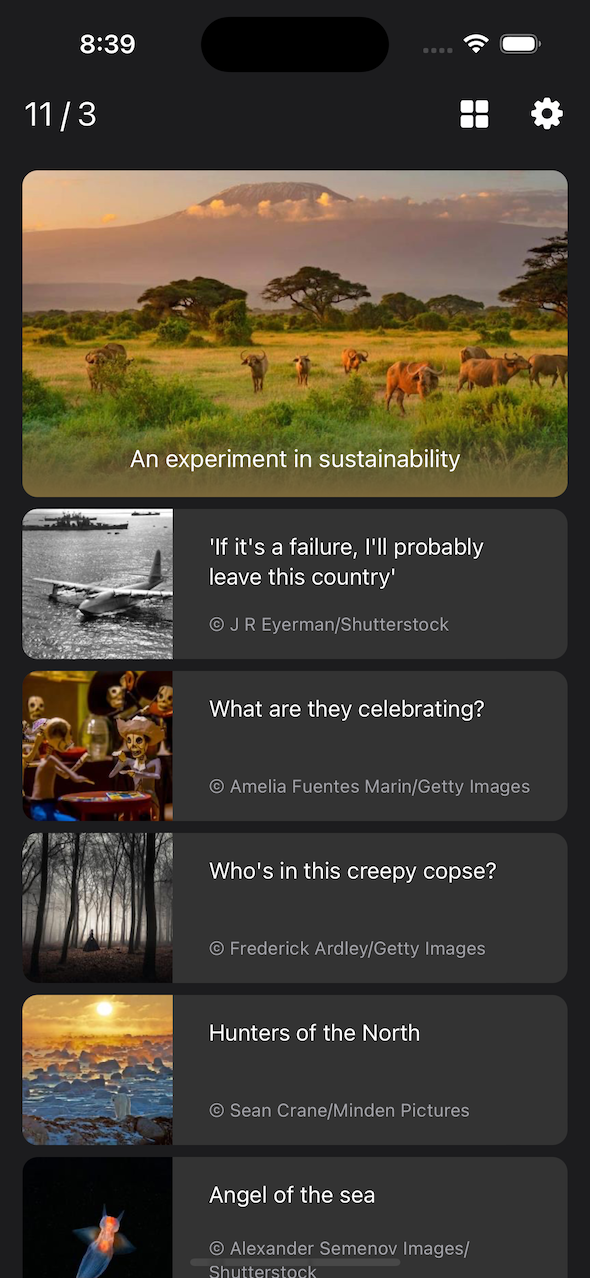 8:39
11 / 3
An experiment in sustainability
'If it's a failure, I'll probably
leave this country'
© J R Eyerman/Shutterstock
What are they celebrating?
© Amelia Fuentes Marin/Getty Images
Who's in this creepy copse?
© Frederick Ardley/Getty Images
Hunters of the North
© Sean Crane/Minden Pictures
Angel of the sea
© Alexander Semenov Images/
Shutterstock